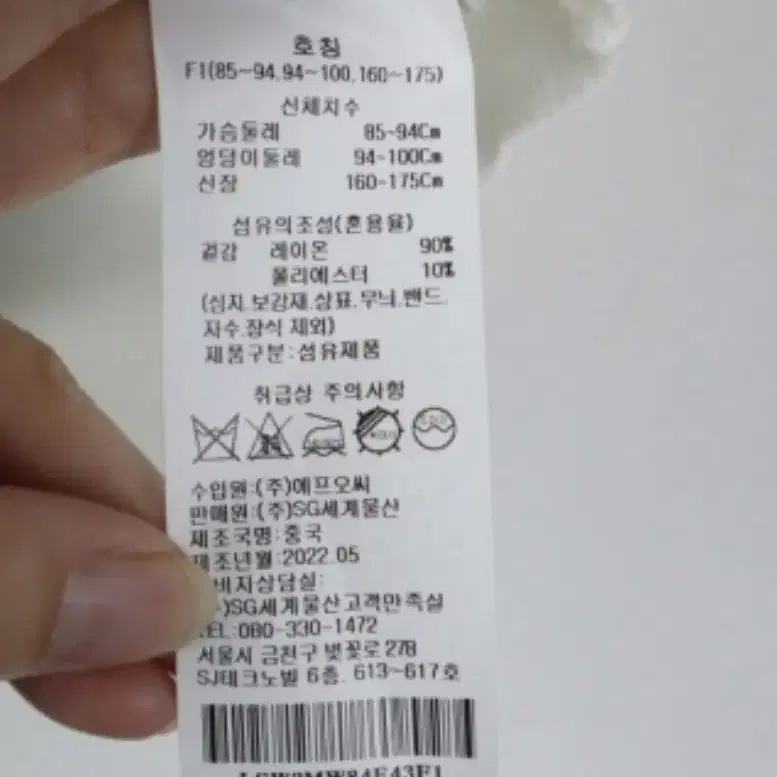 호칭
F1(85~94,94~100,160~175)
신체치수
가슴둘레 85~94Cm
엉덩이둘레 94~100Cm
신장 160~175Cm
섬유의조성(혼용율)
겉감 레이온 90%
폴리에스터 10%
(심지.보강재.상표.무늬.밴드.
자수.장식 제외)
제품구분:섬유제품
취급상 주의사항
수입원:(주)에프오씨
판매원:(주)SG세계물산
제조국명:중국
제조년월:2022.05
비자상담실:
)SG세계물산고객만족실
TEL:080-330-1472
서울시 금천구 벚꽃로 278
SJ테크노빌 6층. 613~617호